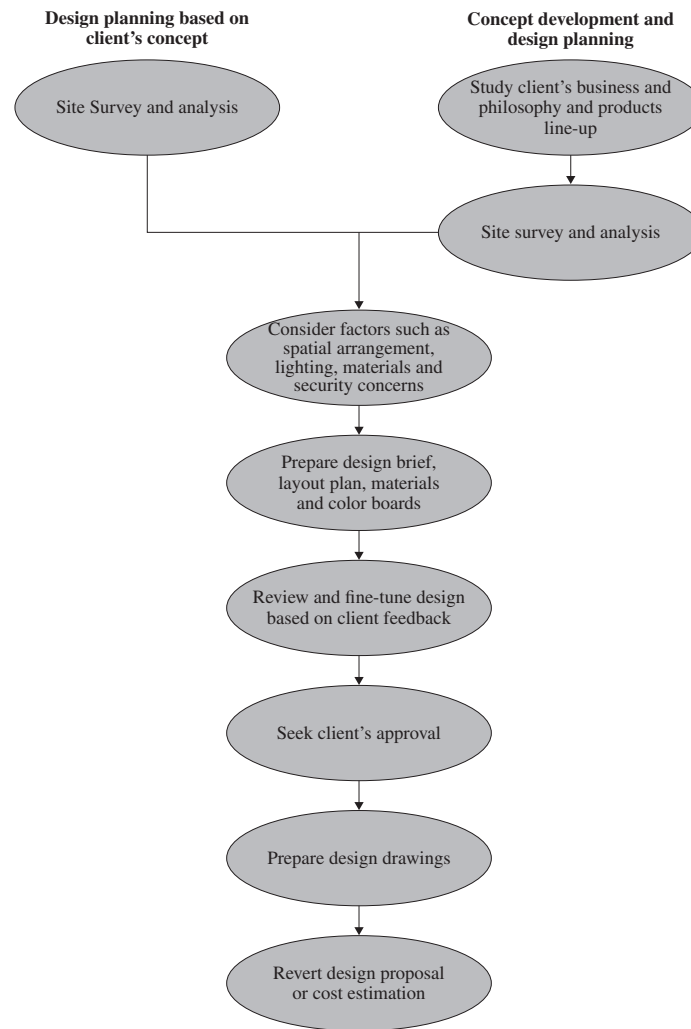 Design planning based on
client's concept
Concept development and
design planning
Site Survey and analysis
Study client's business and
philosophy and products
line-up
Site survey and analysis
Consider factors such as
spatial arrangement,
lighting, materials and
security concerns
Prepare design brief,
layout plan, materials
and color boards
Review and fine-tune design
based on client feedback
Seek client's approval
Prepare design drawings
Revert design proposal
or cost estimation